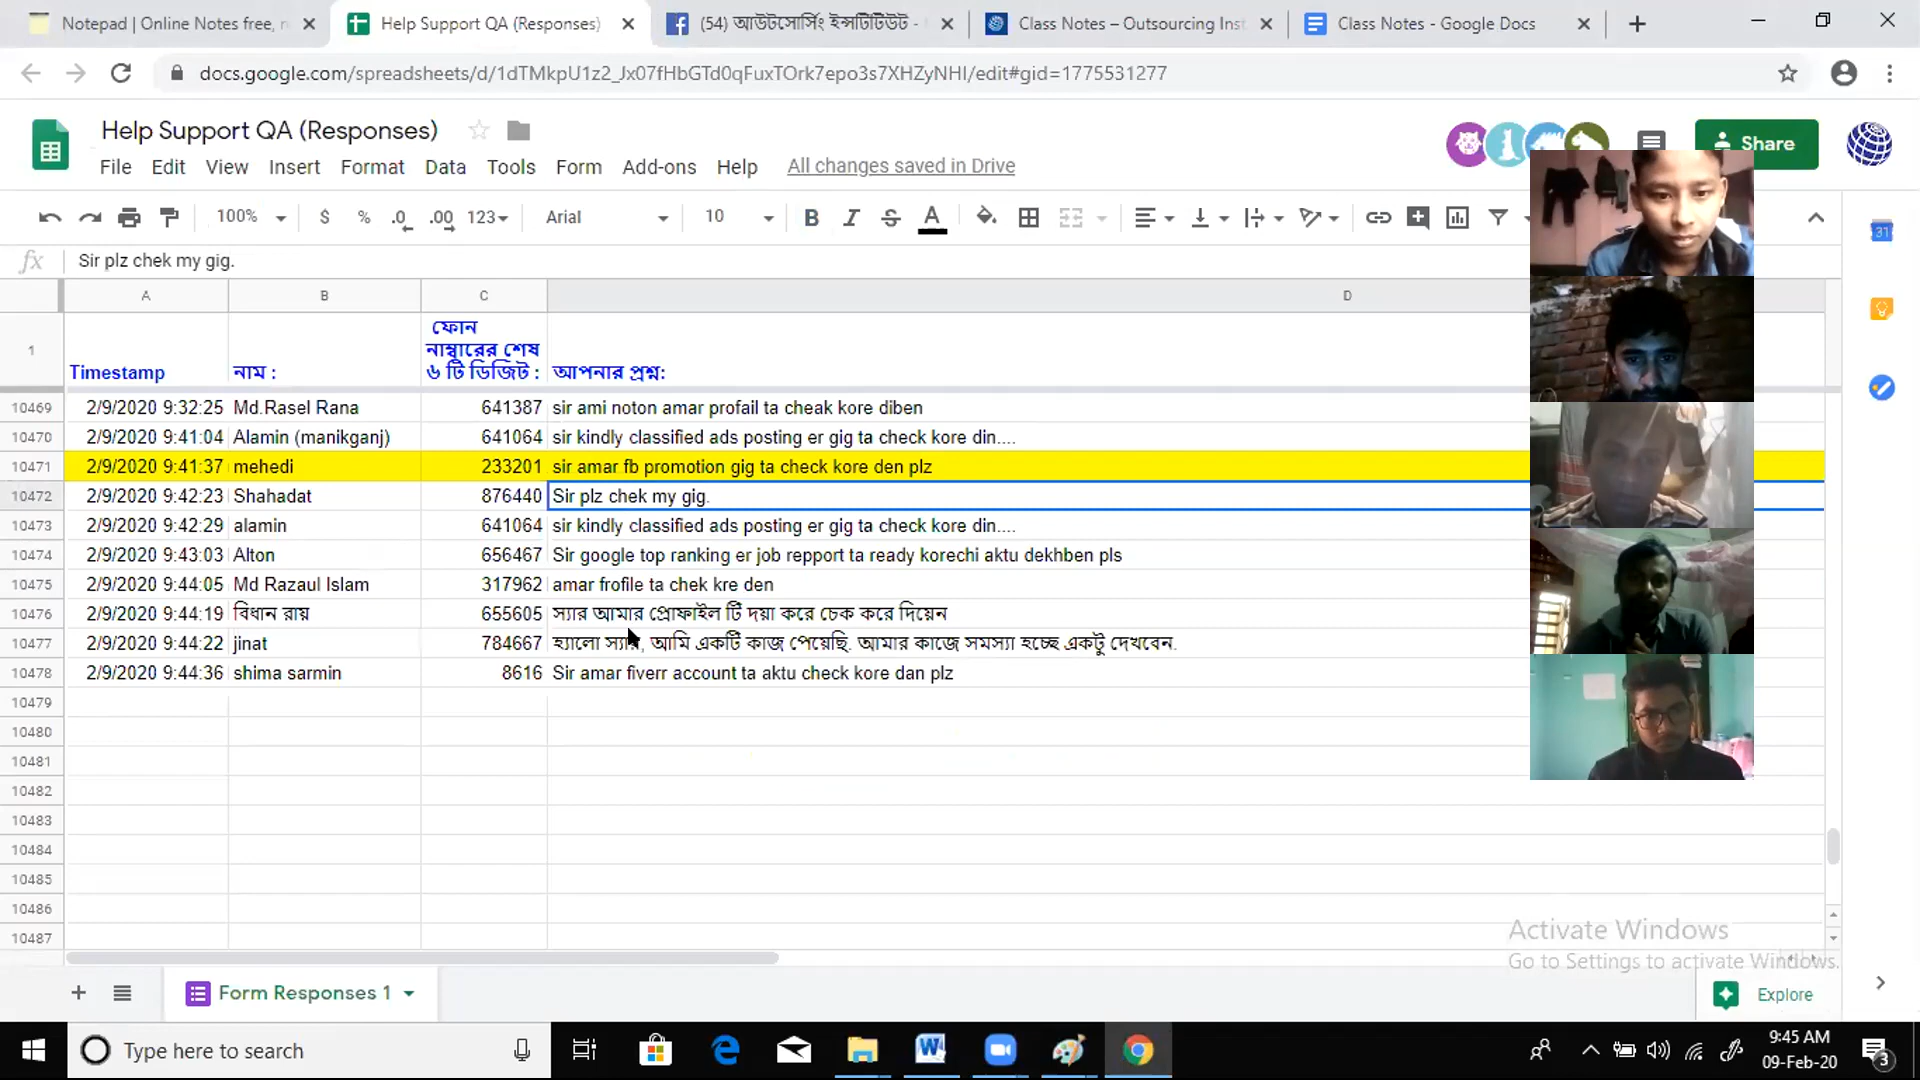 Notepad | Online Notes free, n
Help Support QA (Responses)
(54) আউটসোর্সিং ইন্সটিটিউট -
Class Notes – Outsourcing Inst
Class Notes - Google Docs
docs.google.com/spreadsheets/d/1dTMkpU1z2_Jx07fHbGTd0qFuxTOrk7epo3s7XHZyNHI/edit#gid=1775531277
Help Support QA (Responses)
Share
File Edit View Insert Format Data Tools Form Add-ons Help All changes saved in Drive
100% $ % .0 .00 123 Arial 10 B I S A
31
fx Sir plz chek my gig.
A B C D
1 Timestamp নাম : ফোন
নাম্বারের শেষ
৬ টি ডিজিট : আপনার প্রশ্ন:
10469 2/9/2020 9:32:25 Md.Rasel Rana 641387 sir ami noton amar profail ta cheak kore diben
10470 2/9/2020 9:41:04 Alamin (manikganj) 641064 sir kindly classified ads posting er gig ta check kore din....
10471 2/9/2020 9:41:37 mehedi 233201 sir amar fb promotion gig ta check kore den plz
10472 2/9/2020 9:42:23 Shahadat 876440 Sir plz chek my gig.
10473 2/9/2020 9:42:29 alamin 641064 sir kindly classified ads posting er gig ta check kore din....
10474 2/9/2020 9:43:03 Alton 656467 Sir google top ranking er job repport ta ready korechi aktu dekhben pls
10475 2/9/2020 9:44:05 Md Razaul Islam 317962 amar frofile ta chek kre den
10476 2/9/2020 9:44:19 বিধান রায় 655605 স্যার আমার প্রোফাইল টি দয়া করে চেক করে দিয়েন
10477 2/9/2020 9:44:22 jinat 784667 হ্যালো স্যার, আমি একটি কাজ পেয়েছি. আমার কাজে সমস্যা হচ্ছে একটু দেখবেন.
10478 2/9/2020 9:44:36 shima sarmin 8616 Sir amar fiverr account ta aktu check kore dan plz
10479
10480
10481
10482
10483
10484
10485
10486
10487
Activate Windows
Go to Settings to activate Windows.
Form Responses 1
Explore
Type here to search
9:45 AM
09-Feb-20
3